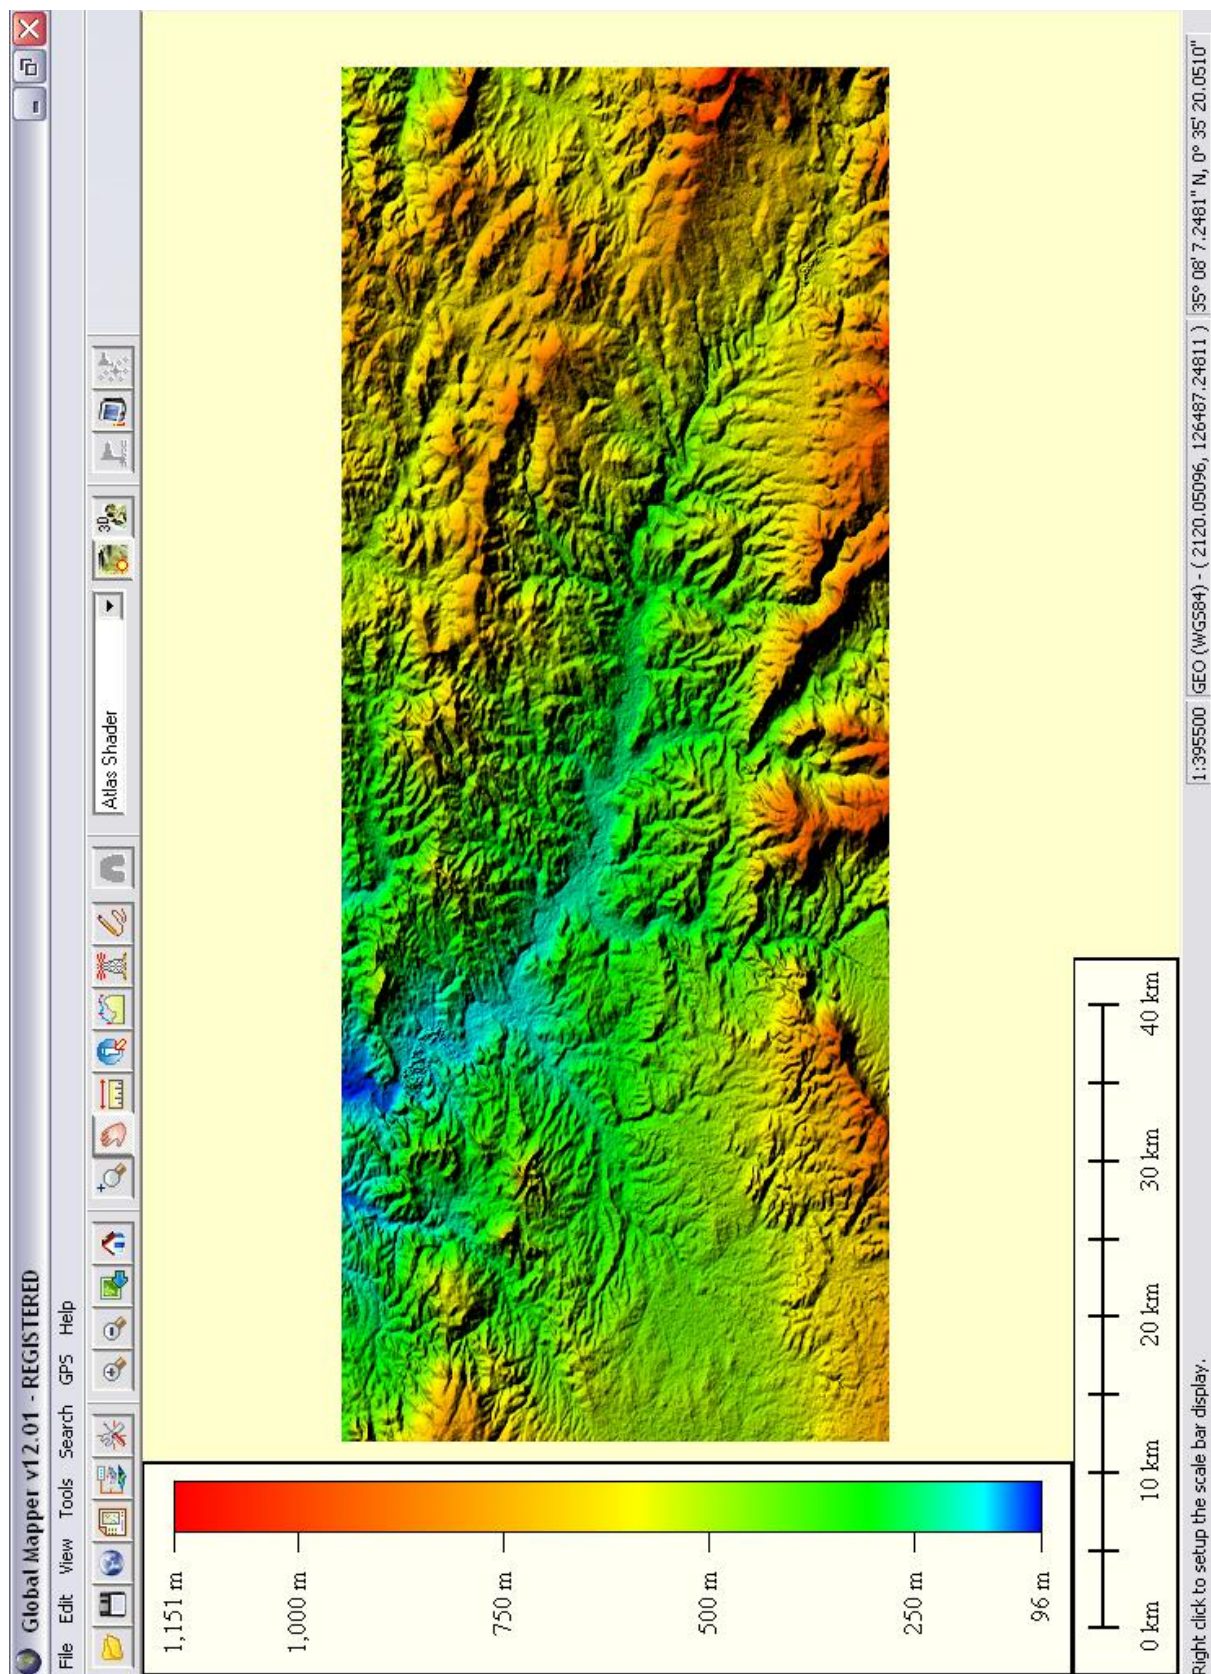 Global Mapper v12.01 - REGISTERED
File Edit View Tools Search GPS Help
Atlas Shader
3D
1,151 m
1,000 m
750 m
500 m
250 m
96 m
0 km 10 km 20 km 30 km 40 km
Right click to setup the scale bar display.
1:395500 GEO (WGS84) - ( 2120.05096, 126487.24811 ) 35° 08' 7.2481" N, 0° 35' 20.0510"